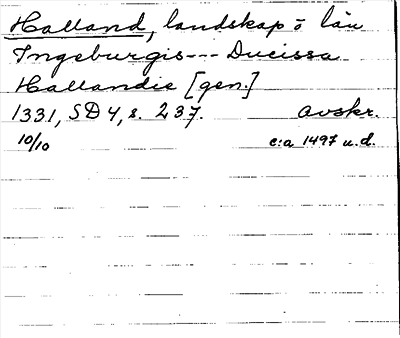 Halland, landskap o län
Ingeburgis--- Ducissa
Hallandie [gen.]
1331, SD 4, s. 237. avskr.
10/10 c:a 1497 u.d.